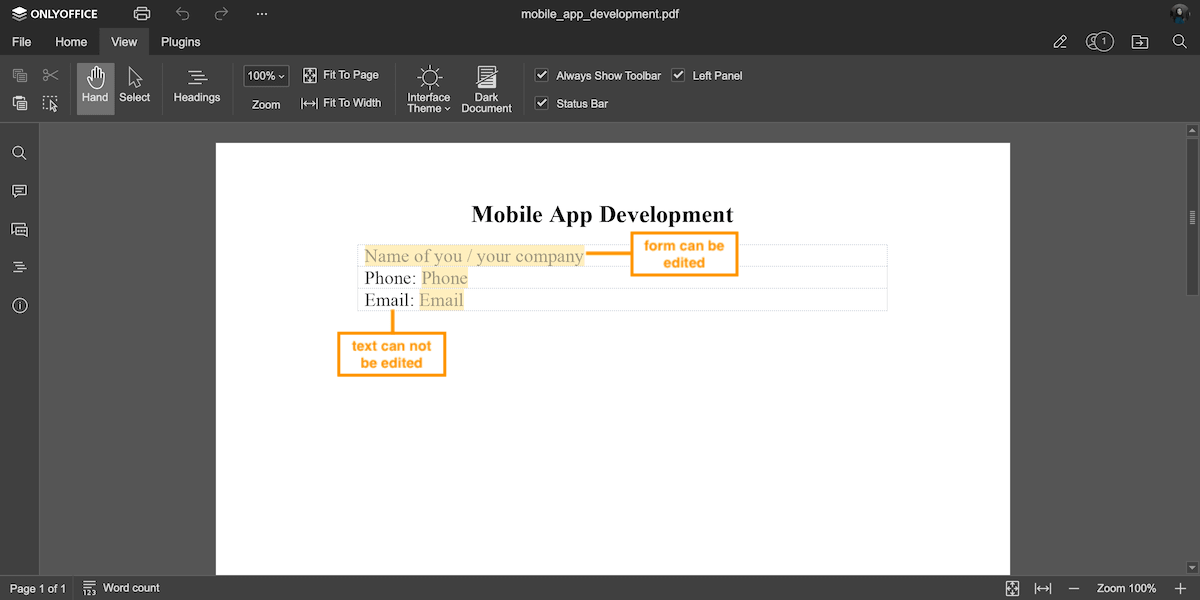 ONLYOFFICE
mobile_app_development.pdf
File Home View Plugins
1
Hand Select Headings
100%
Zoom
Fit To Page
Fit To Width
Interface
Theme
Dark
Document
Always Show Toolbar
Left Panel
Status Bar
Mobile App Development
Name of you / your company
form can be
edited
Phone: Phone
Email: Email
text can not
be edited
Page 1 of 1
123
Word count
Zoom 100%